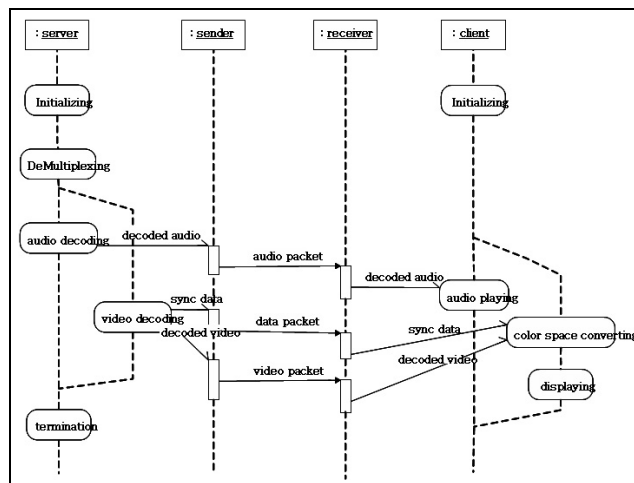 : server
: sender
: receiver
: client
Initializing
Initializing
DeMultiplexing
audio decoding
decoded audio
audio packet
decoded audio
audio playing
sync data
video decoding
decoded video
data packet
sync data
color space converting
decoded video
video packet
displaying
termination